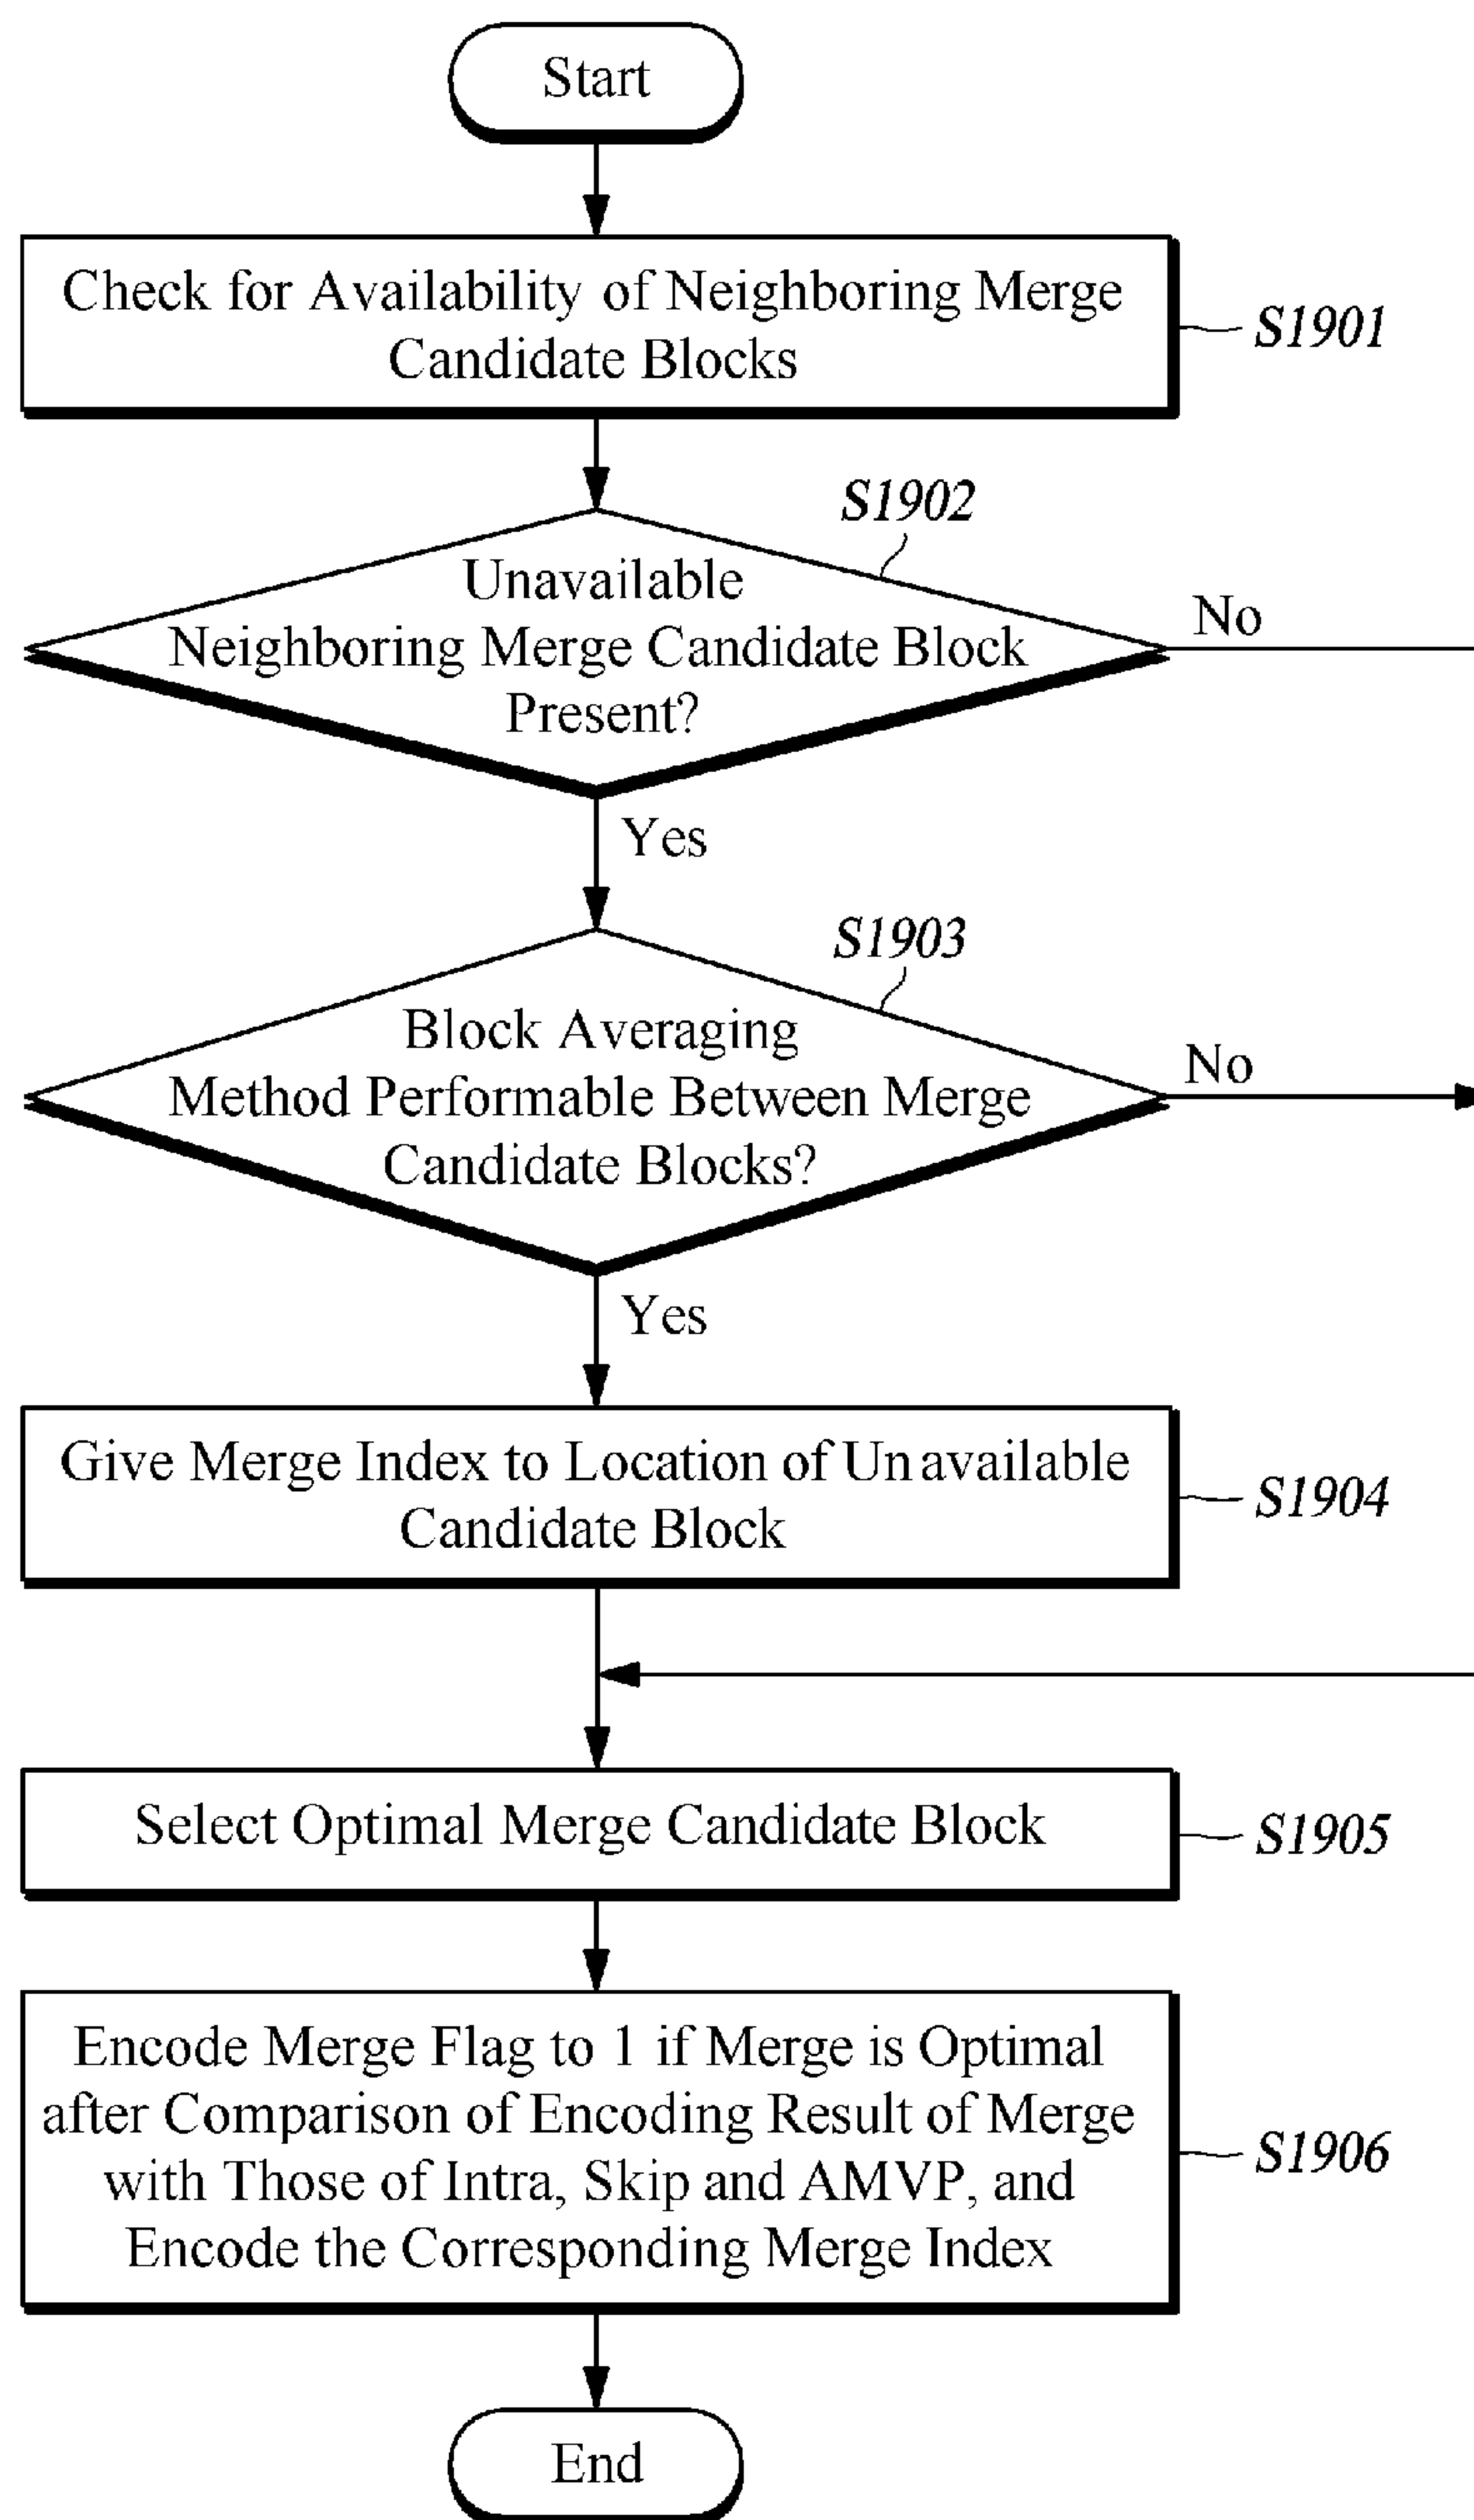 Start
Check for Availability of Neighboring Merge
Candidate Blocks
S1901
S1902
Unavailable
Neighboring Merge Candidate Block
Present?
No
Yes
S1903
Block Averaging
Method Performable Between Merge
Candidate Blocks?
No
Yes
Give Merge Index to Location of Unavailable
Candidate Block
S1904
Select Optimal Merge Candidate Block
S1905
Encode Merge Flag to 1 if Merge is Optimal
after Comparison of Encoding Result of Merge
with Those of Intra, Skip and AMVP, and
Encode the Corresponding Merge Index
S1906
End